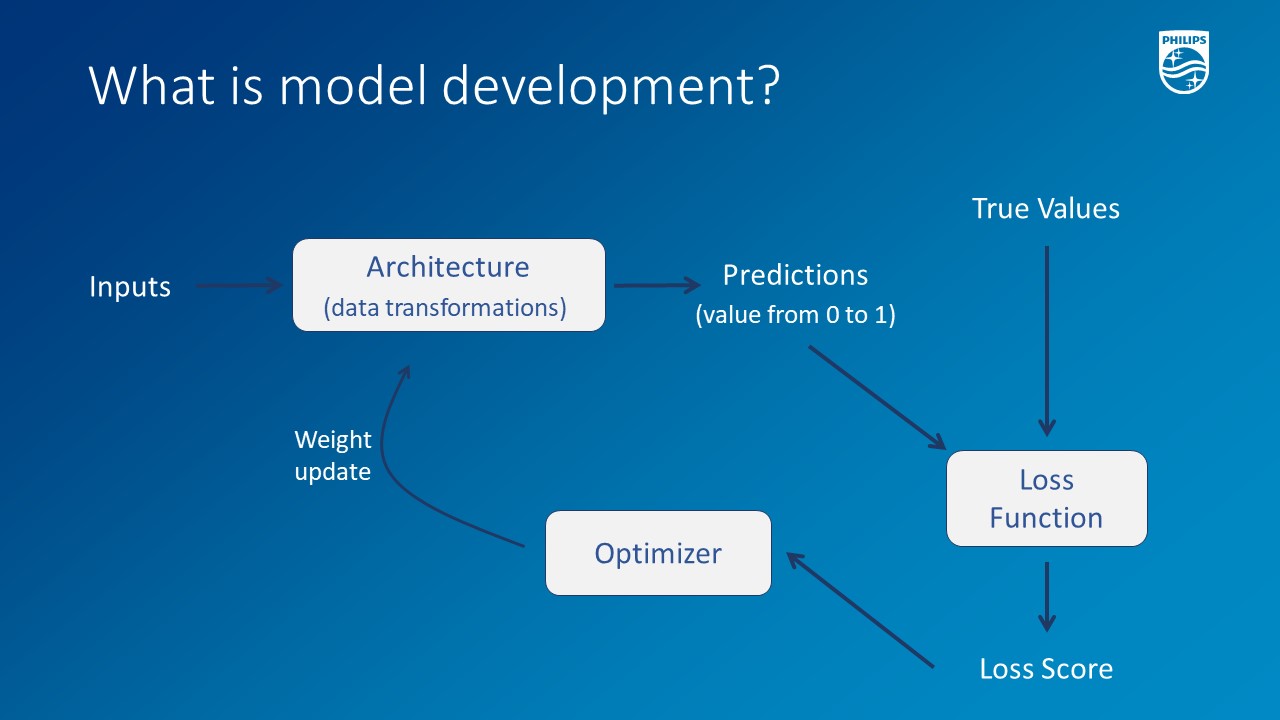 What is model development?
PHILIPS
True Values
Inputs
Architecture
(data transformations)
Predictions
(value from 0 to 1)
Weight
update
Loss
Function
Optimizer
Loss Score